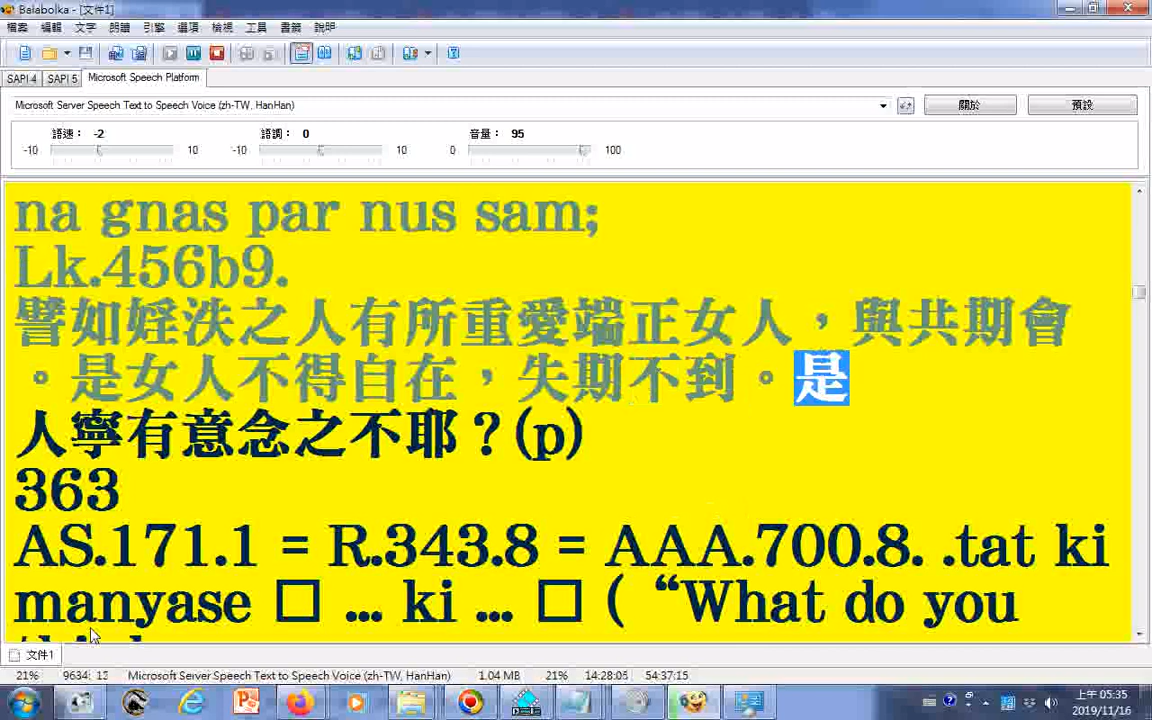 Balabolka - [文件1]
檔案 編輯 文字 朗讀 引擎 選項 檢視 工具 書籤 說明
SAPI 4 SAPI 5 Microsoft Speech Platform
Microsoft Server Speech Text to Speech Voice (zh-TW, HanHan) 關於 預設
語速： -2 語調： 0 音量： 95
-10 10 -10 10 0 100
na gnas par nus sam;
Lk.456b9.
譬如婬泆之人有所重愛端正女人，與共期會
。是女人不得自在，失期不到。是
人寧有意念之不耶？(p)
363
AS.171.1 = R.343.8 = AAA.700.8. .tat ki
manyase □ ... ki ... □ ( “What do you
文件1
21% 9634: 13 Microsoft Server Speech Text to Speech Voice (zh-TW, HanHan) 1.04 MB 21% 14:28:05 54:37:15
上午 05:35
2019/11/16